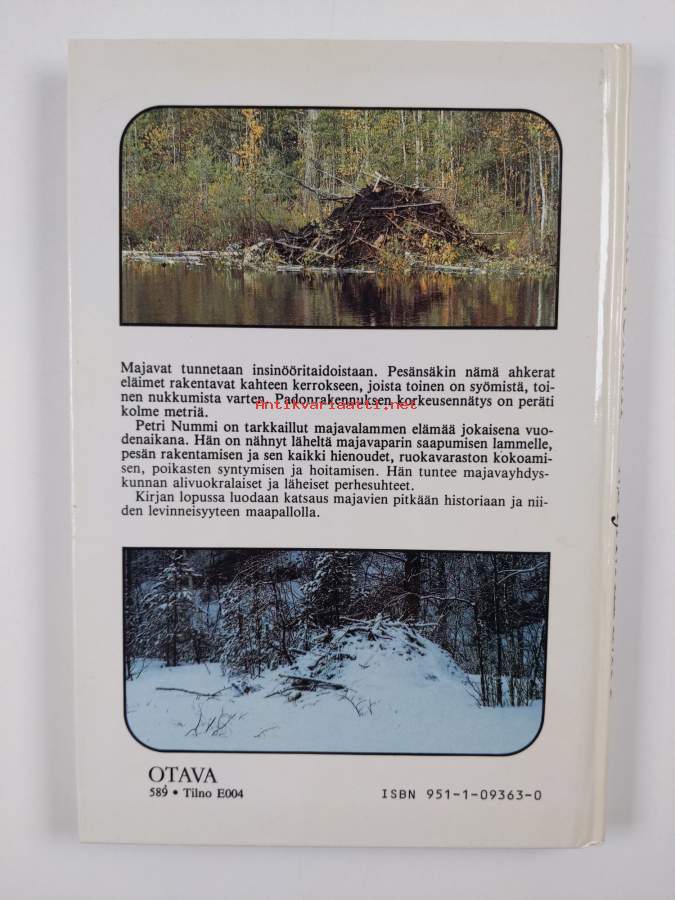 Majavat tunnetaan insinööritaidoistaan. Pesänsäkin nämä ahkerat
eläimet rakentavat kahteen kerrokseen, joista toinen on syömistä, toi-
nen nukkumista varten. Padonrakennuksen korkeusennätys on peräti
Antikvariaatti.net
kolme metriä.
Petri Nummi on tarkkaillut majavalammen elämää jokaisena vuo-
denaikana. Hän on nähnyt läheltä majavaparin saapumisen lammelle,
pesän rakentamisen ja sen kaikki hienoudet, ruokavaraston kokoami-
sen, poikasten syntymisen ja hoitamisen. Hän tuntee majavayhdys-
kunnan alivuokralaiset ja läheiset perhesuhteet.
Kirjan lopussa luodaan katsaus majavien pitkään historiaan ja nii-
den levinneisyyteen maapallolla.
OTAVA
589 • Tilno E004
ISBN 951-1-09363-0